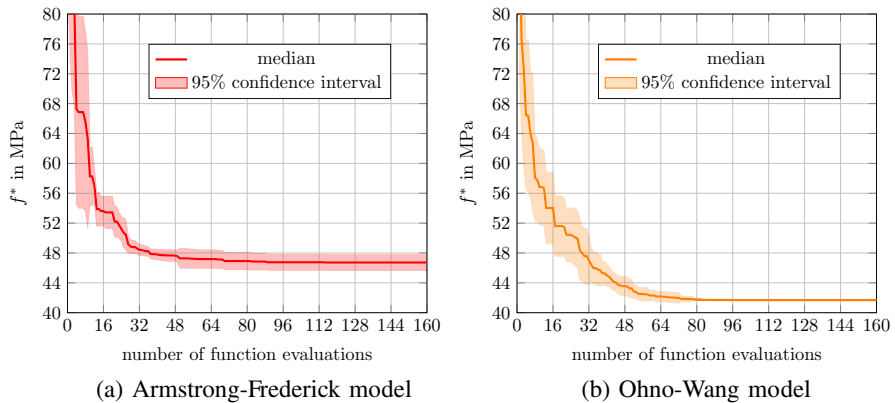 80
76
72
68
64
60
56
52
48
44
40
f* in MPa
median
95% confidence interval
0 16 32 48 64 80 96 112 128 144 160
number of function evaluations
(a) Armstrong-Frederick model
80
76
72
68
64
60
56
52
48
44
40
f* in MPa
median
95% confidence interval
0 16 32 48 64 80 96 112 128 144 160
number of function evaluations
(b) Ohno-Wang model